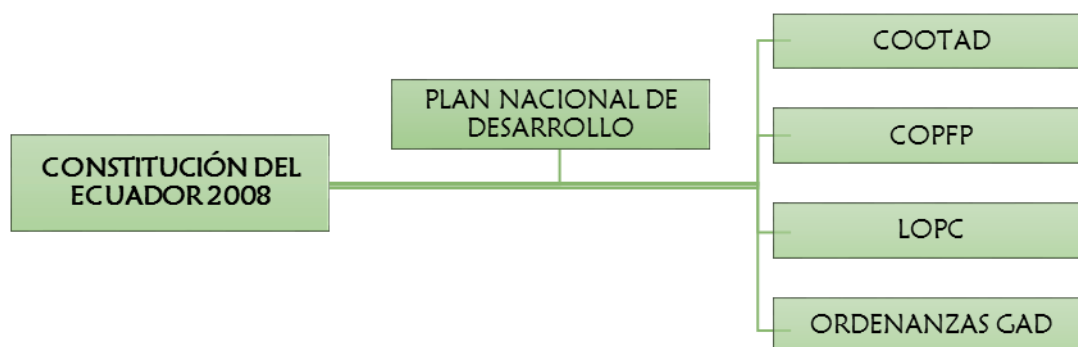 CONSTITUCIÓN DEL
ECUADOR 2008
PLAN NACIONAL DE
DESARROLLO
COOTAD
COPFP
LOPC
ORDENANZAS GAD